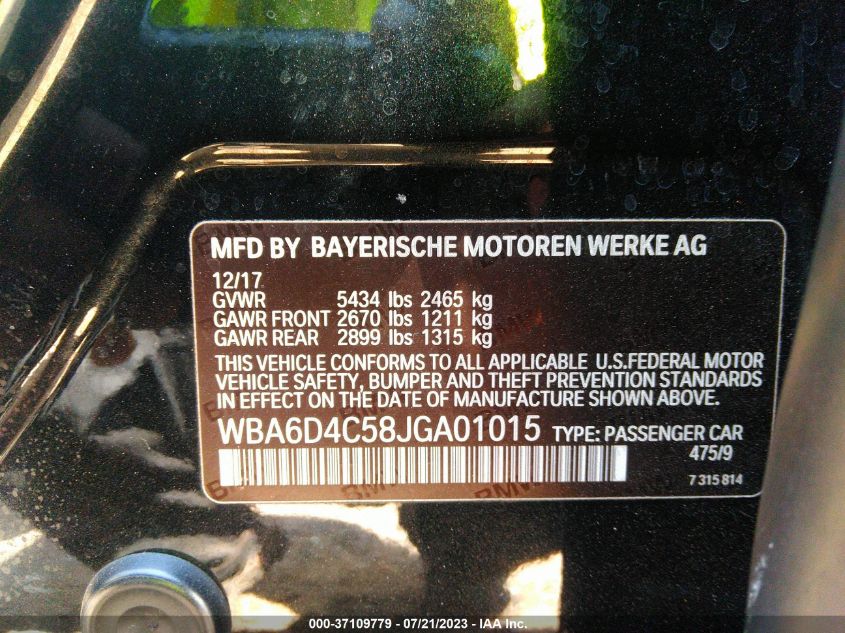 MFD BY BAYERISCHE MOTOREN WERKE AG
12/17
GVWR 5434 lbs 2465 kg
GAWR FRONT 2670 lbs 1211 kg
GAWR REAR 2899 lbs 1315 kg
THIS VEHICLE CONFORMS TO ALL APPLICABLE U.S.FEDERAL MOTOR
VEHICLE SAFETY, BUMPER AND THEFT PREVENTION STANDARDS
IN EFFECT ON THE DATE OF MANUFACTURE SHOWN ABOVE.
WBA6D4C58JGA01015 TYPE: PASSENGER CAR
475/9
7 315 814
000-37109779 - 07/21/2023 - IAA Inc.